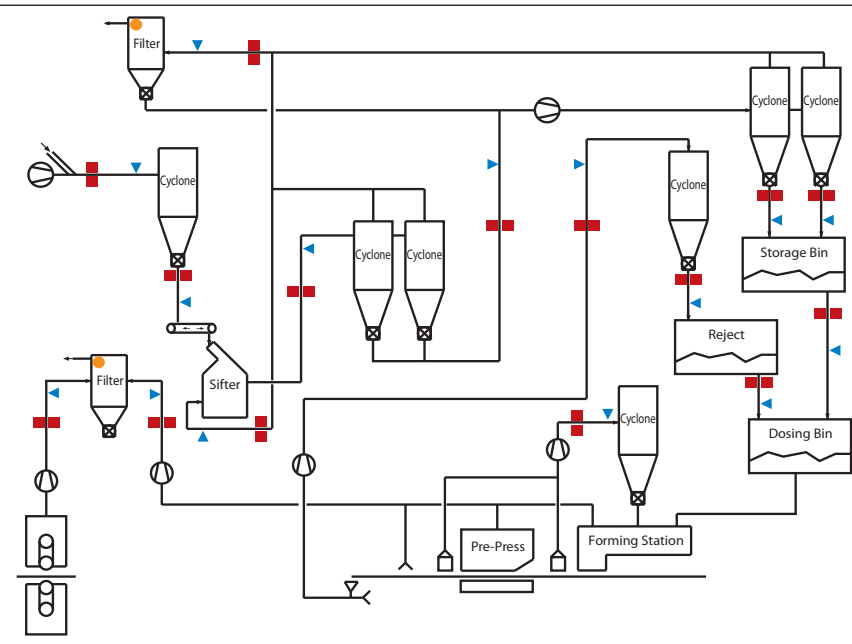 Filter
Cyclone
Cyclone
Cyclone
Cyclone
Cyclone
Cyclone
Storage Bin
Reject
Filter
Sifter
Cyclone
Dosing Bin
Pre-Press
Forming Station